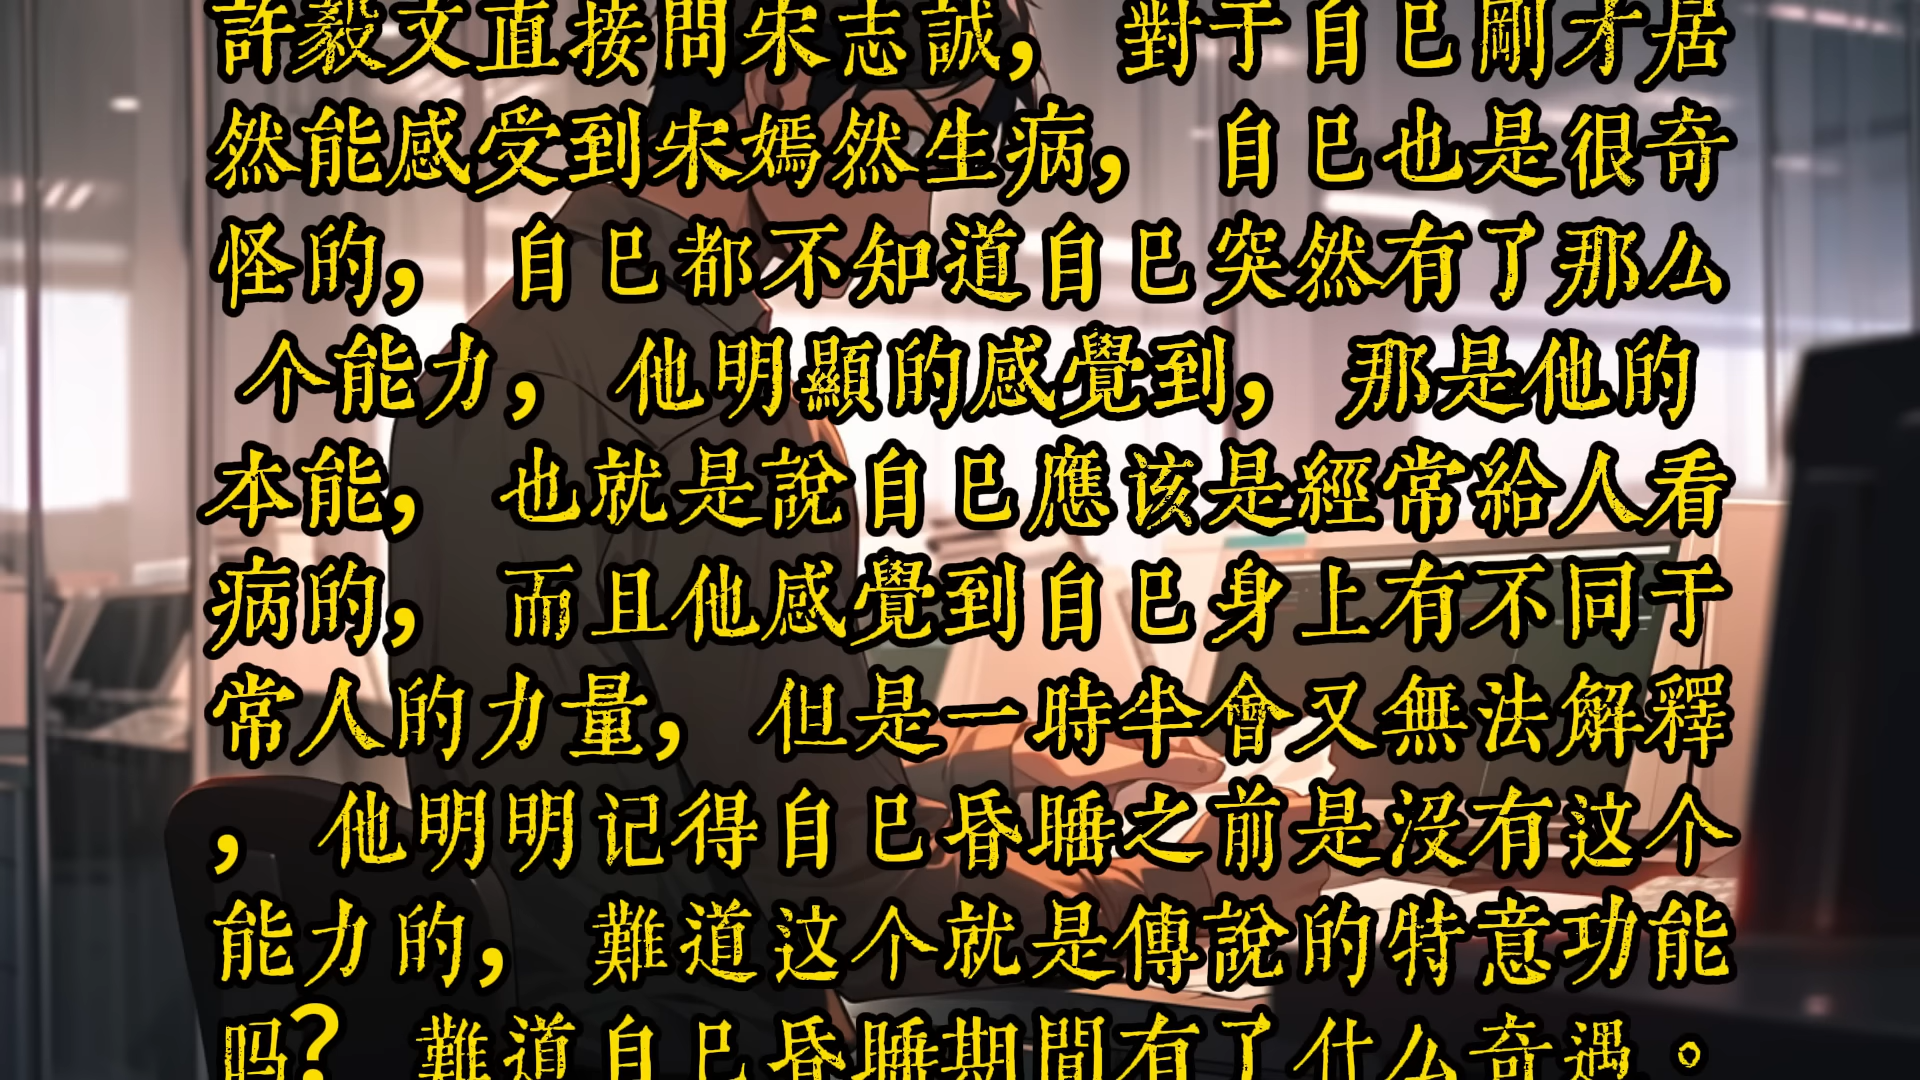 許毅文直接問宋志誠， 對于自已剛才居
然能感受到宋嫣然生病， 自已也是很奇
怪的， 自已都不知道自已突然有了那么
个能力， 他明顯的感覺到， 那是他的
本能， 也就是說自已應该是經常給人看
病的， 而且他感覺到自已身上有不同于
常人的力量， 但是一時半會又無法解釋
， 他明明记得自已昏睡之前是沒有这个
能力的， 難道这个就是傳說的特意功能
吗？ 難道自已昏睡期間有了什么奇遇。